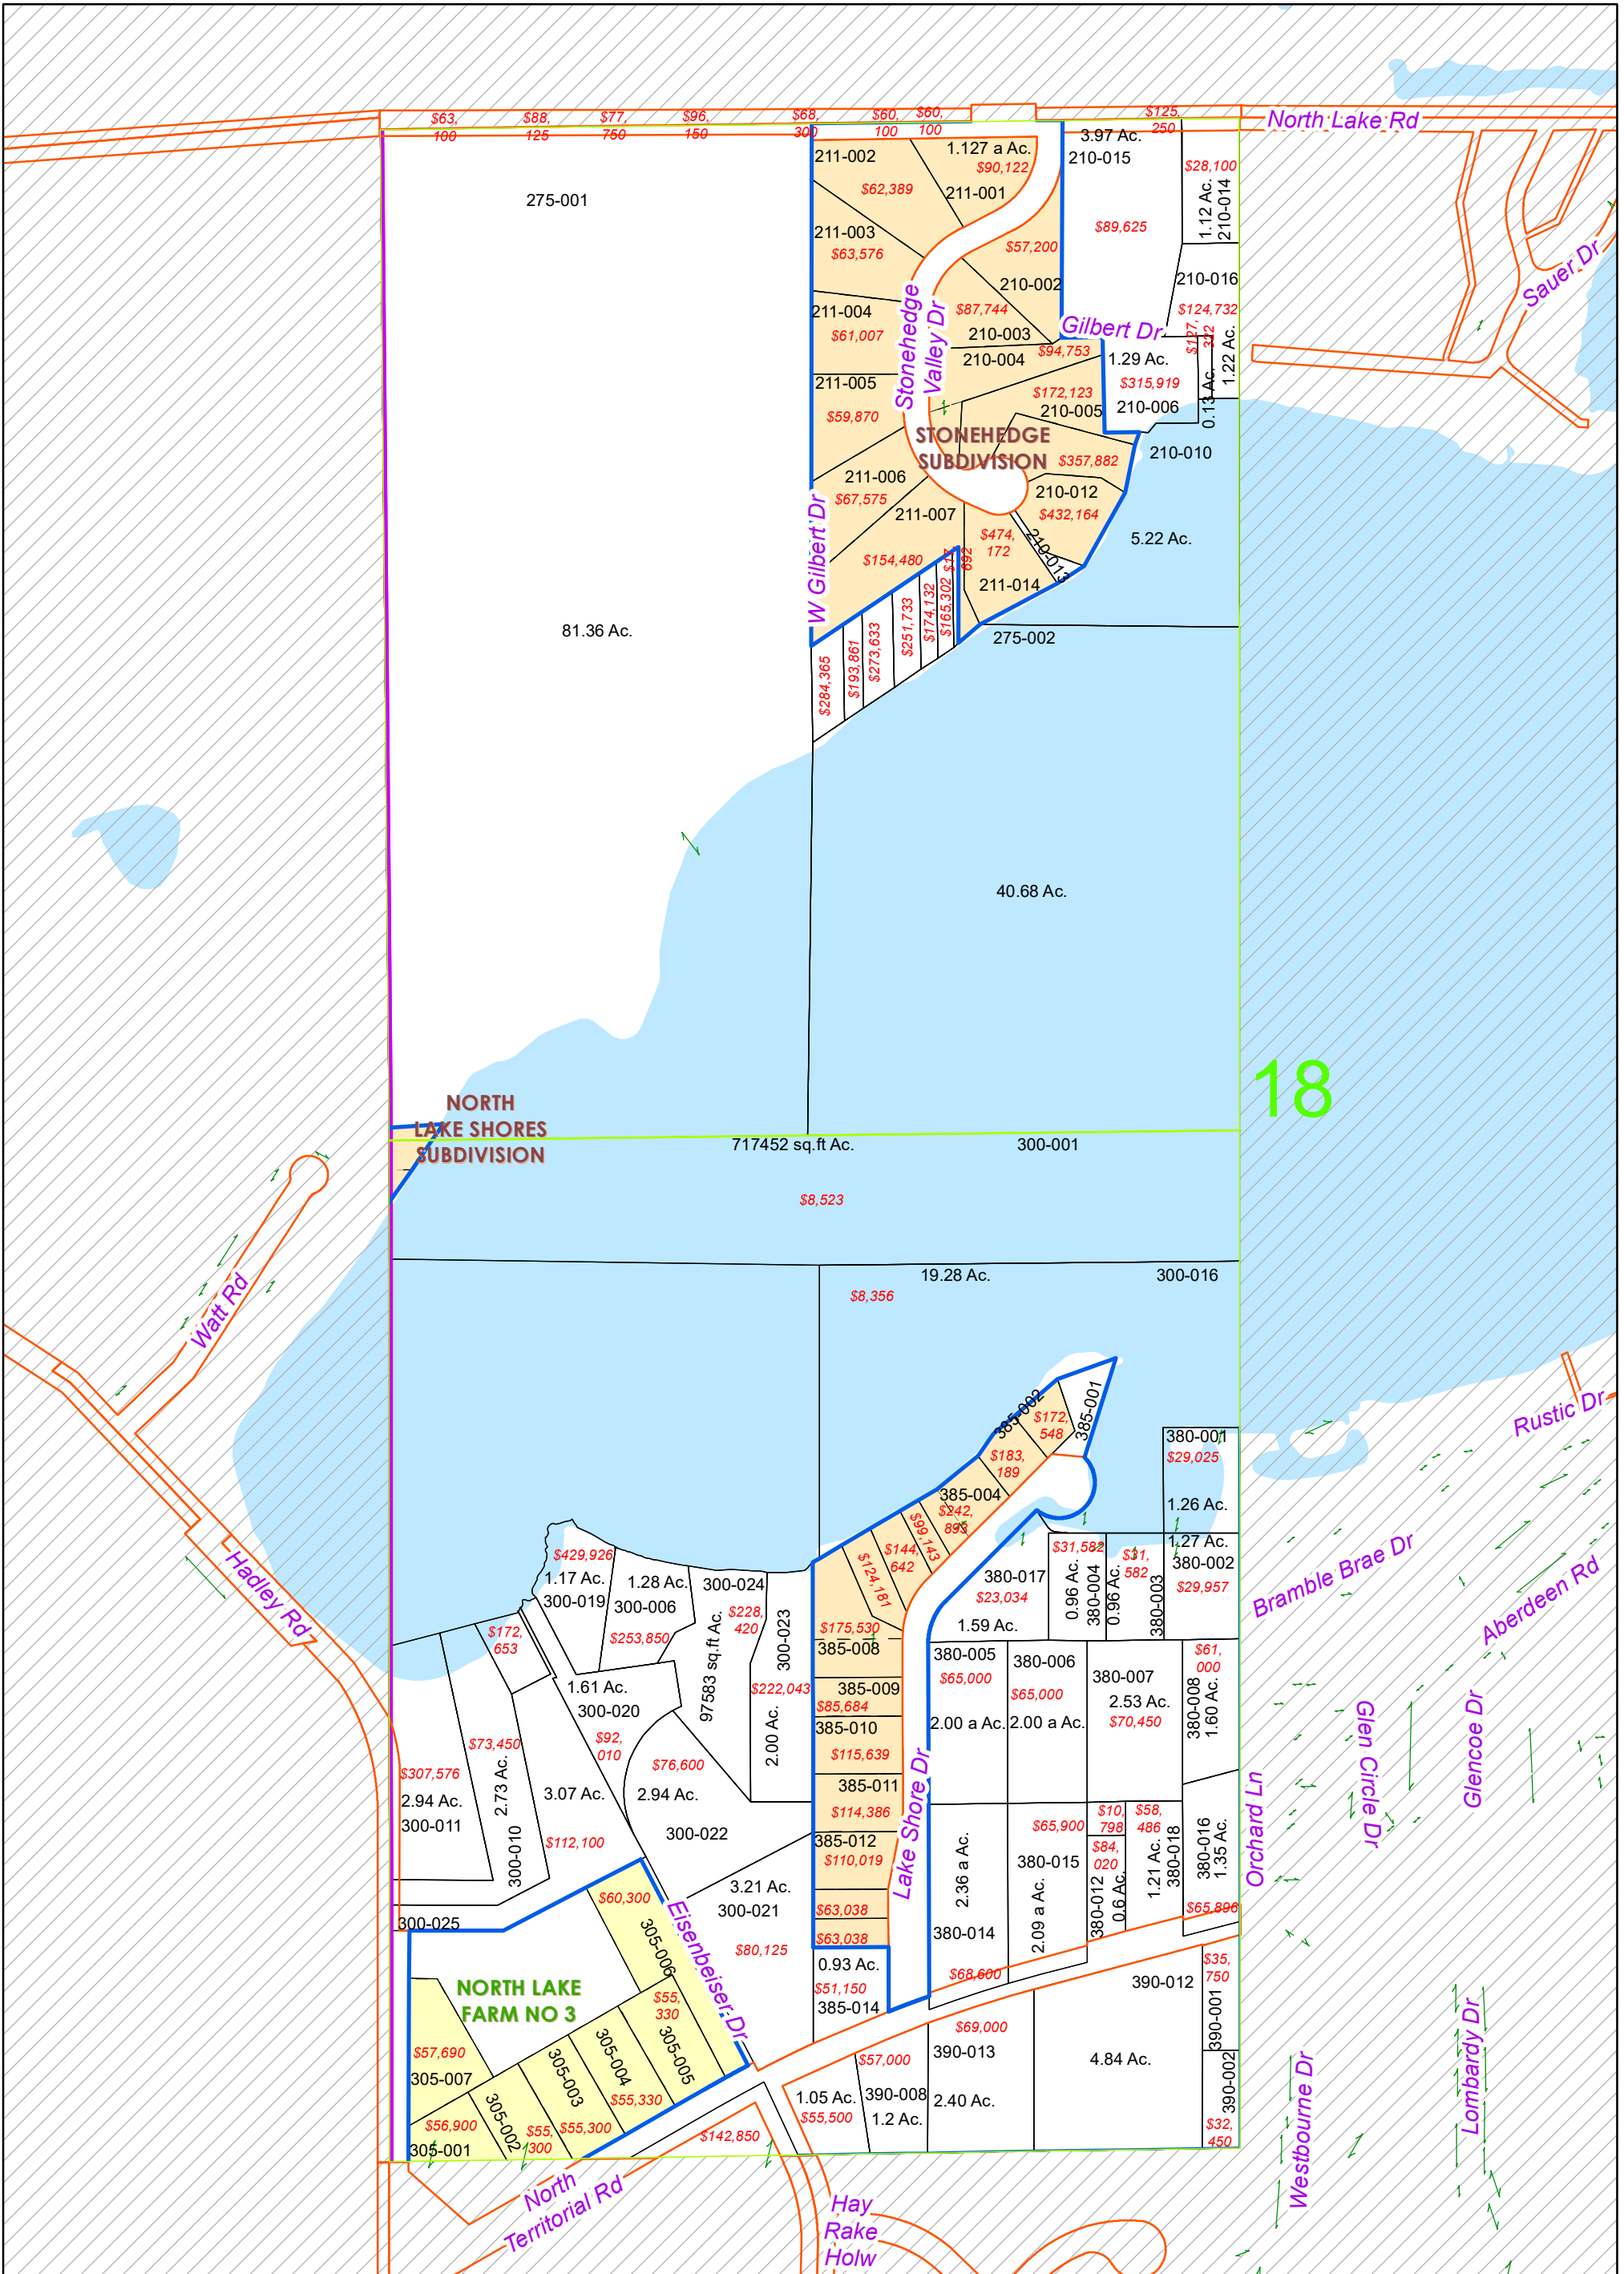 $63,
100
$88,
125
$77,
750
$96,
150
$68,
300
$60,
100
$60,
100
$125,
250
North Lake Rd
275-001
211-002
$62,389
1.127 a Ac.
$90,122
211-001
3.97 Ac.
210-015
$89,625
$28,100
1.12 Ac.
210-014
211-003
$63,576
$57,200
210-002
210-016
$124,732
Sauer Dr
211-004
$61,007
Stonehedge
Valley Dr
$87,744
210-003
Gilbert Dr
$127,
322
1.22 Ac.
210-004
$94,753
1.29 Ac.
$315,919
210-006
0.13 Ac.
211-005
$59,870
$172,123
210-005
STONEHEDGE
SUBDIVISION
210-010
$357,882
211-006
$67,575
210-012
$432,164
211-007
W Gilbert Dr
$474,
172
210-013
5.22 Ac.
$154,480
692
211-014
81.36 Ac.
$284,365
$193,861
$273,633
$251,733
$174,132
$165,302
275-002
40.68 Ac.
18
NORTH
LAKE SHORES
SUBDIVISION
717452 sq.ft Ac.
300-001
$8,523
19.28 Ac.
300-016
$8,356
Watt Rd
Rustic Dr
385-002
385-001
$172,
548
$183,
189
380-001
$29,025
1.26 Ac.
385-004
$242,
893
$99,143
$144,
642
$124,181
Hadley Rd
$429,926
1.17 Ac.
300-019
1.28 Ac.
300-006
$253,850
300-024
$228,
420
97583 sq.ft Ac.
300-023
$222,043
2.00 Ac.
380-017
$23,034
1.59 Ac.
$31,582
0.96 Ac.
380-004
0.96 Ac.
$31,
582
380-003
1.27 Ac.
380-002
$29,957
Bramble Brae Dr
Aberdeen Rd
$172,
653
$175,530
385-008
385-009
$85,684
385-010
$115,639
385-011
$114,386
385-012
$110,019
$63,038
$63,038
Lake Shore Dr
380-005
$65,000
2.00 a Ac.
380-006
$65,000
2.00 a Ac.
380-007
2.53 Ac.
$70,450
$61,
000
380-008
1.60 Ac.
1.61 Ac.
300-020
$92,
010
$76,600
2.94 Ac.
300-022
$73,450
2.73 Ac.
300-010
3.07 Ac.
$112,100
$307,576
2.94 Ac.
300-011
Glen Circle Dr
Glencoe Dr
Orchard Ln
2.36 a Ac.
380-014
$68,600
$65,900
380-015
2.09 a Ac.
$10,
798
$84,
020
380-012
0.6 Ac.
$58,
486
1.21 Ac.
380-018
380-016
1.35 Ac.
$65,896
3.21 Ac.
300-021
$80,125
300-025
$60,300
305-006
Eisenbeiser Dr
NORTH LAKE
FARM NO 3
0.93 Ac.
$51,150
385-014
390-012
$35,
750
390-001
4.84 Ac.
390-002
$32,
450
$69,000
390-013
2.40 Ac.
$57,000
390-008
1.2 Ac.
1.05 Ac.
$55,500
$57,690
305-007
$56,900
305-001
305-002
$55,
300
305-003
$55,300
305-004
$55,330
$55,
330
305-005
$142,850
Westbourne Dr
Lombardy Dr
North
Territorial Rd
Hay
Rake
Holw